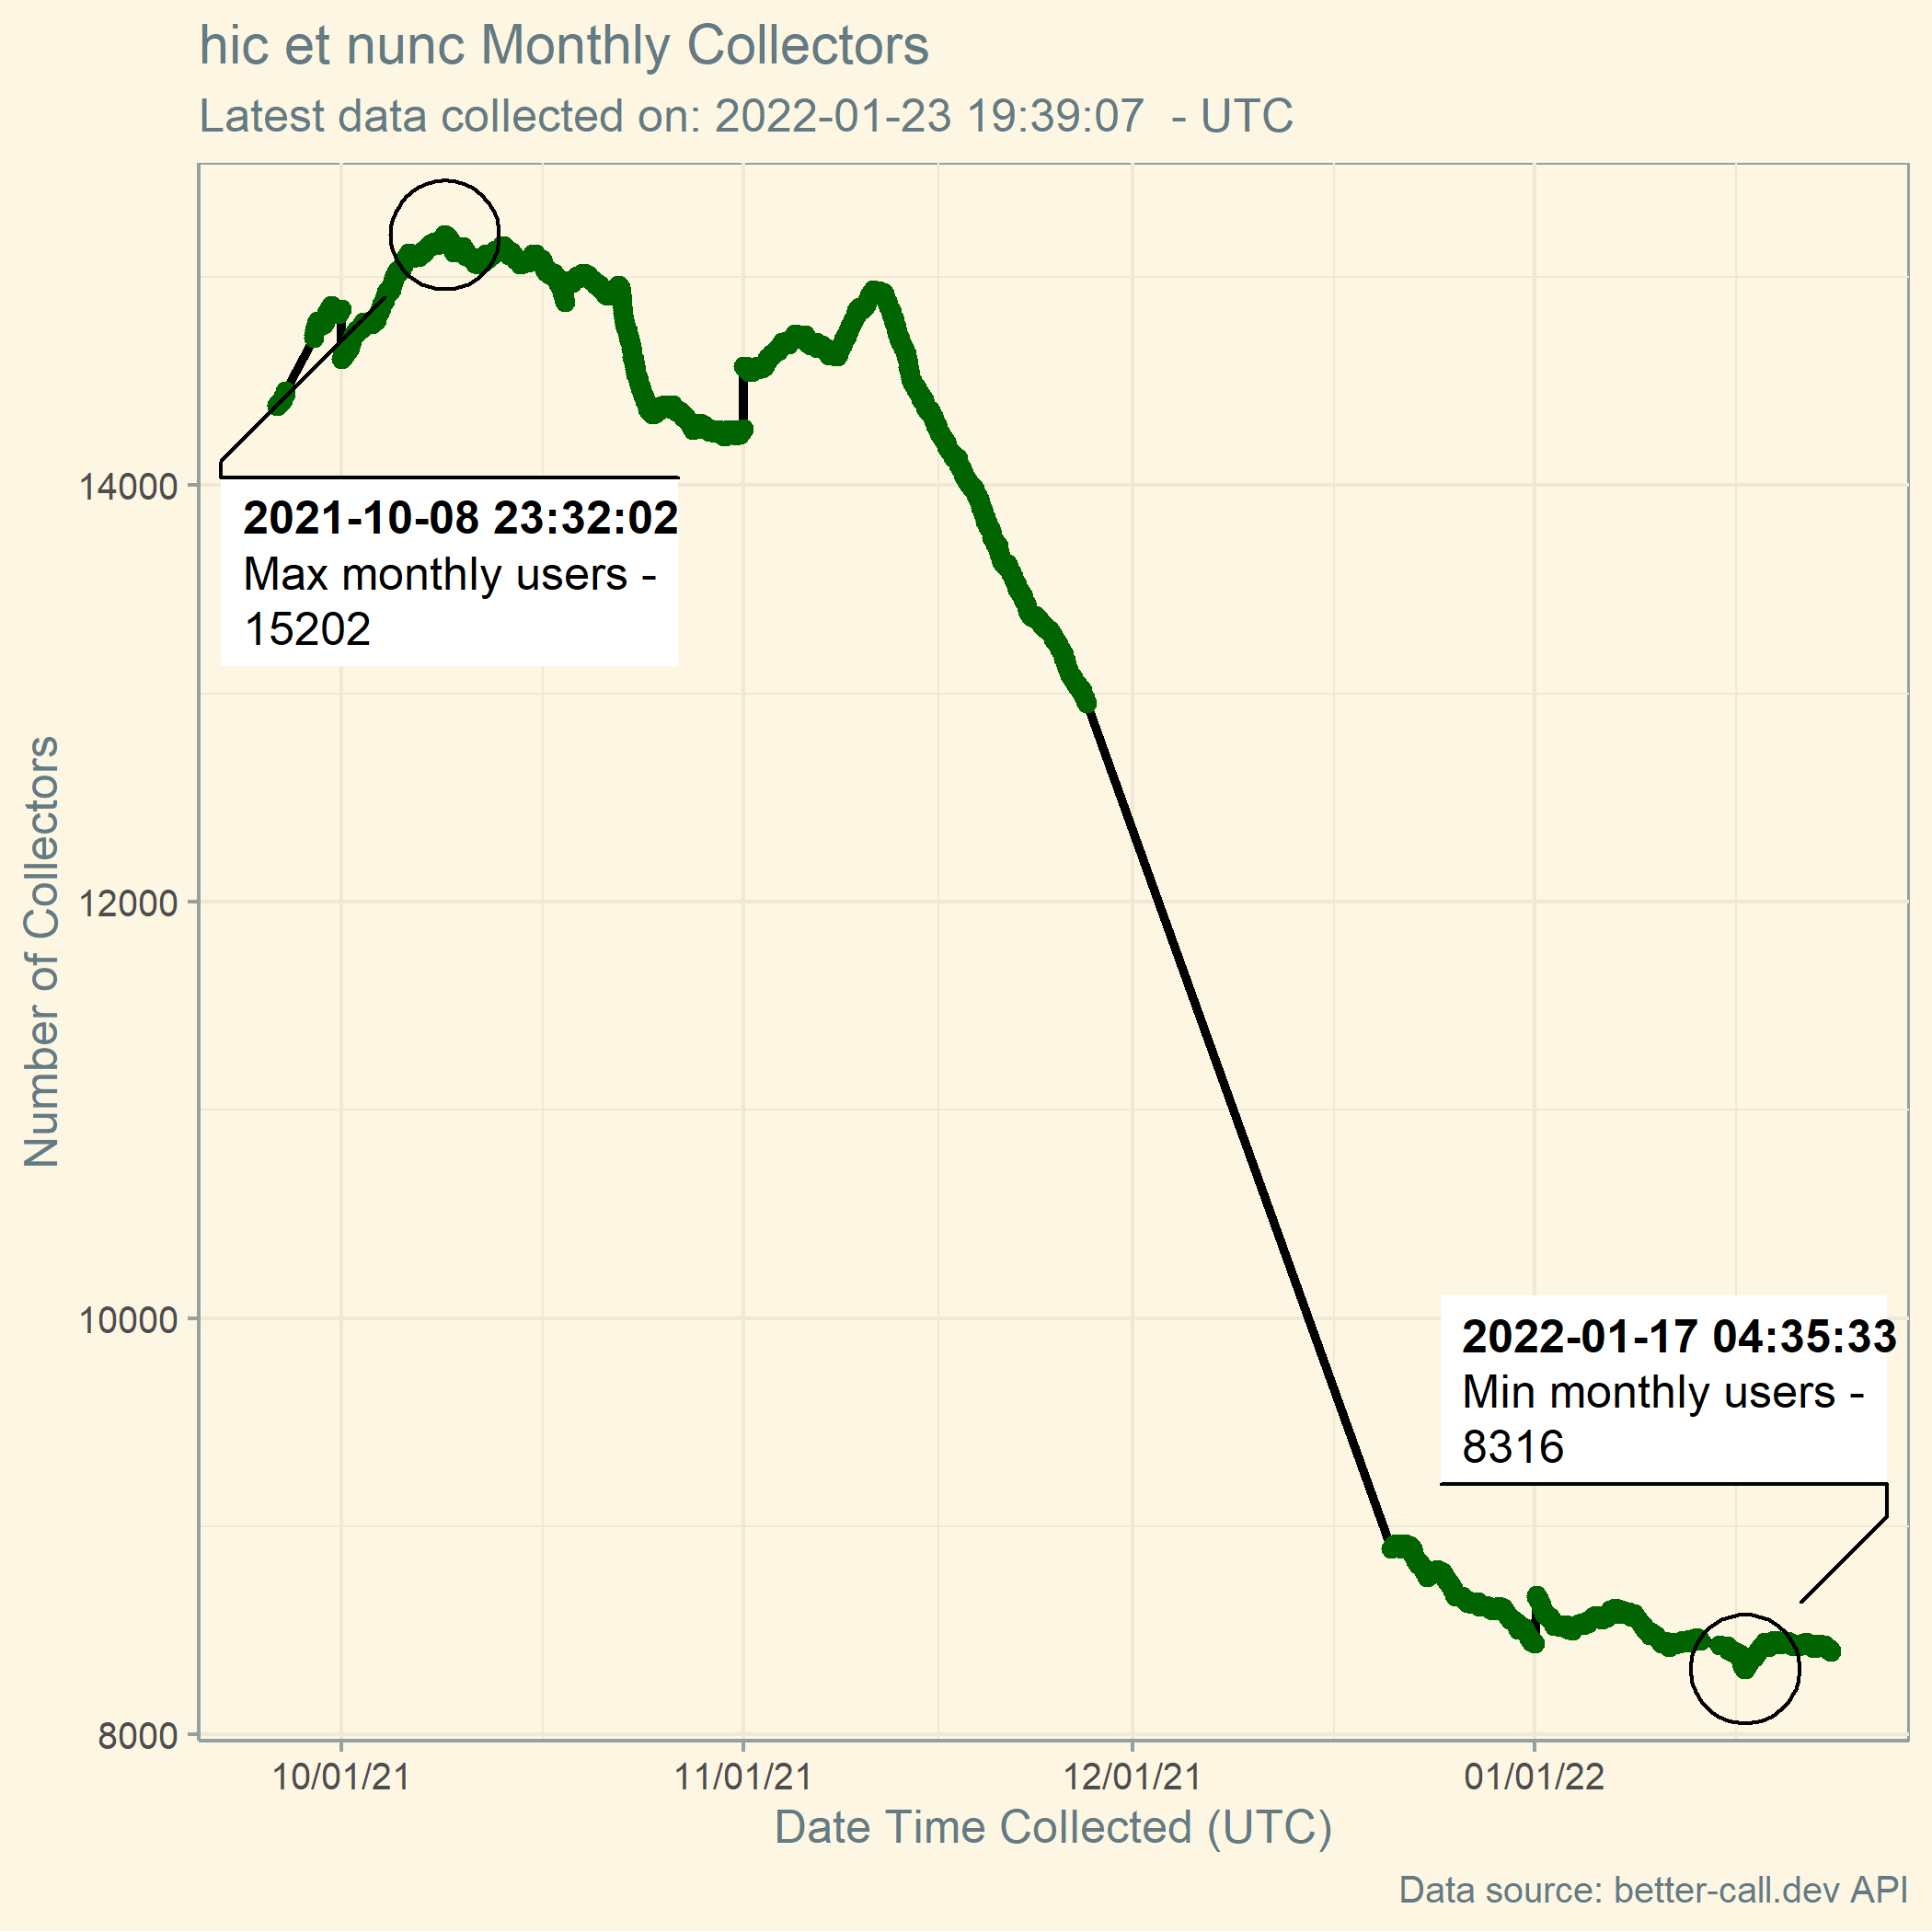 hic et nunc Monthly Collectors
Latest data collected on: 2022-01-23 19:39:07  - UTC
Number of Collectors
14000
12000
10000
8000
2021-10-08 23:32:02
Max monthly users -
15202
2022-01-17 04:35:33
Min monthly users -
8316
10/01/21
11/01/21
12/01/21
01/01/22
Date Time Collected (UTC)
Data source: better-call.dev API